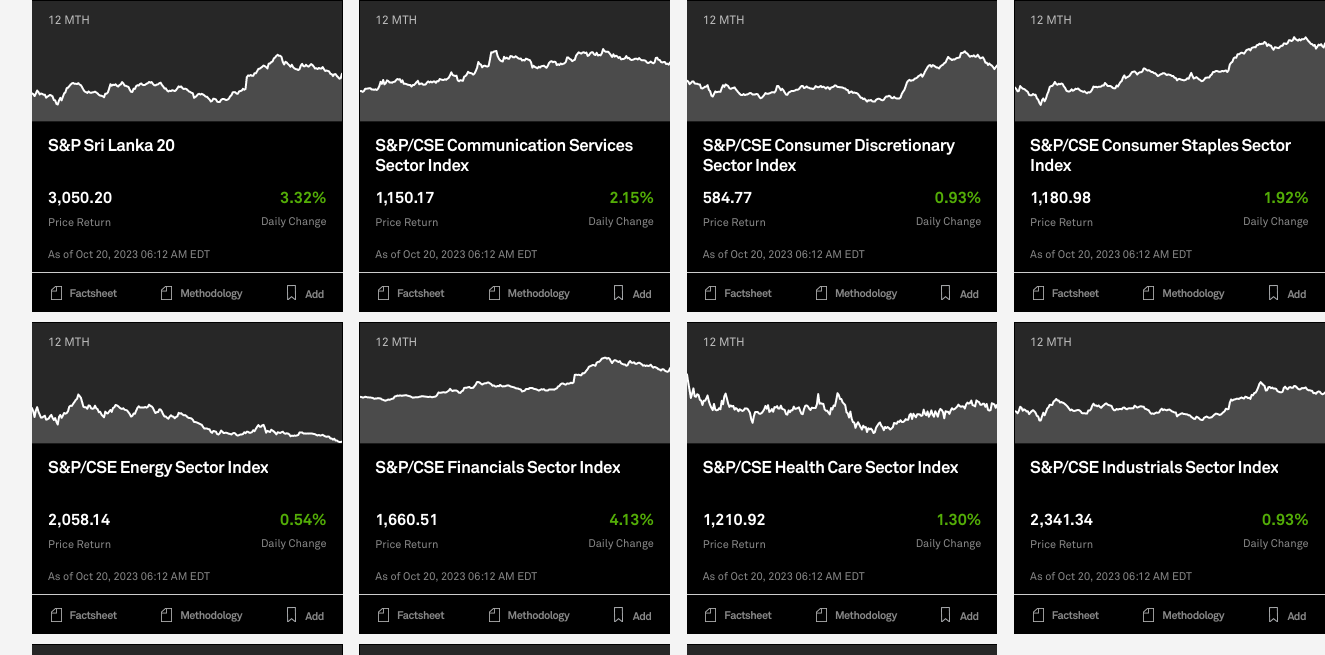 12 MTH
S&P Sri Lanka 20
3,050.20
3.32%
Price Return
Daily Change
As of Oct 20, 2023 06:12 AM EDT
Factsheet
Methodology
Add
12 MTH
S&P/CSE Communication Services
Sector Index
1,150.17
2.15%
Price Return
Daily Change
As of Oct 20, 2023 06:12 AM EDT
Factsheet
Methodology
Add
12 MTH
S&P/CSE Consumer Discretionary
Sector Index
584.77
0.93%
Price Return
Daily Change
As of Oct 20, 2023 06:12 AM EDT
Factsheet
Methodology
Add
12 MTH
S&P/CSE Consumer Staples Sector
Index
1,180.98
1.92%
Price Return
Daily Change
As of Oct 20, 2023 06:12 AM EDT
Factsheet
Methodology
Add
12 MTH
S&P/CSE Energy Sector Index
2,058.14
0.54%
Price Return
Daily Change
As of Oct 20, 2023 06:12 AM EDT
Factsheet
Methodology
Add
12 MTH
S&P/CSE Financials Sector Index
1,660.51
4.13%
Price Return
Daily Change
As of Oct 20, 2023 06:12 AM EDT
Factsheet
Methodology
Add
12 MTH
S&P/CSE Health Care Sector Index
1,210.92
1.30%
Price Return
Daily Change
As of Oct 20, 2023 06:12 AM EDT
Factsheet
Methodology
Add
12 MTH
S&P/CSE Industrials Sector Index
2,341.34
0.93%
Price Return
Daily Change
As of Oct 20, 2023 06:12 AM EDT
Factsheet
Methodology
Add